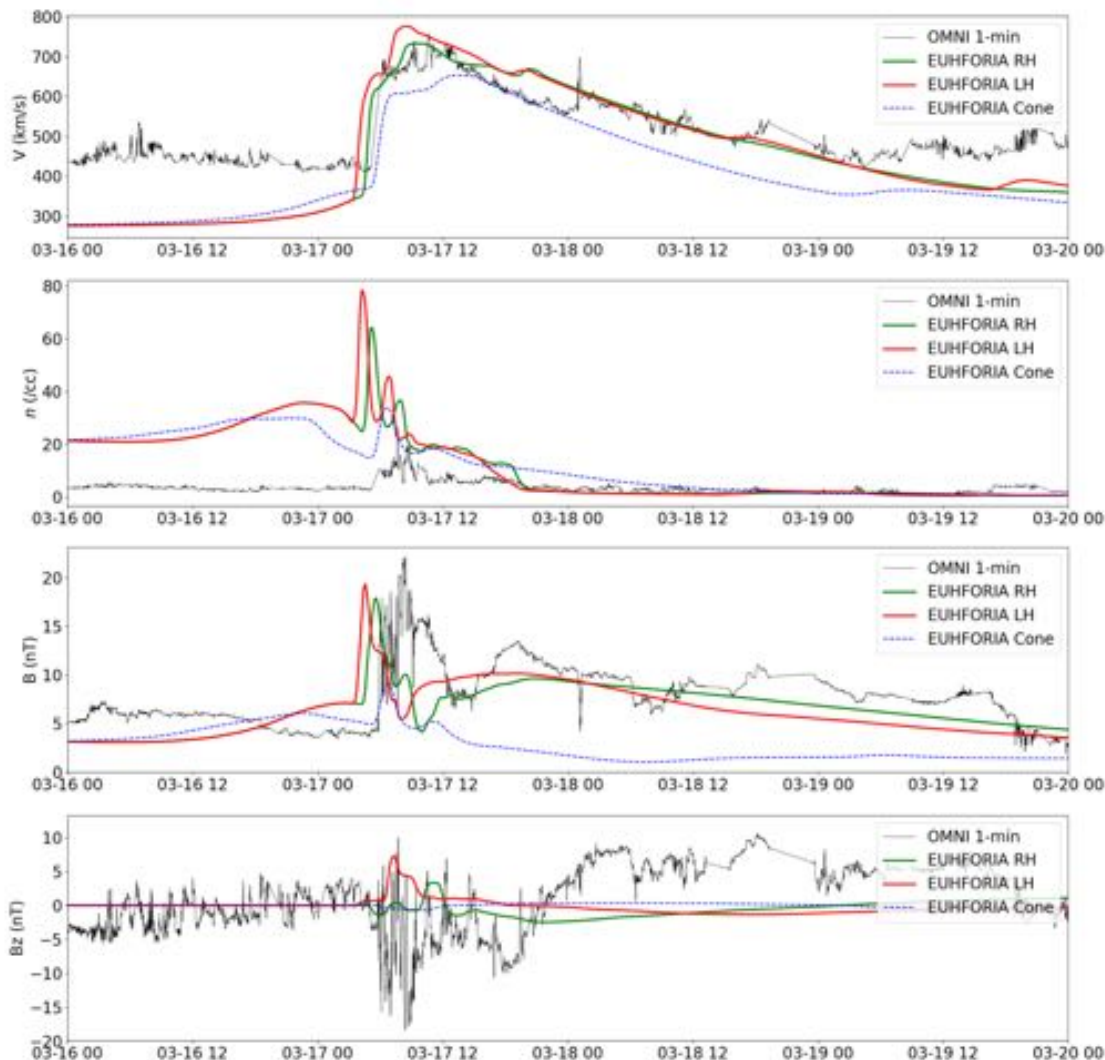 800
700
600
500
400
300
V (km/s)
OMNI 1-min
EUHFORIA RH
EUHFORIA LH
EUHFORIA Cone
03-16 00 03-16 12 03-17 00 03-17 12 03-18 00 03-18 12 03-19 00 03-19 12 03-20 00
80
60
40
20
0
n (/cc)
OMNI 1-min
EUHFORIA RH
EUHFORIA LH
EUHFORIA Cone
03-16 00 03-16 12 03-17 00 03-17 12 03-18 00 03-18 12 03-19 00 03-19 12 03-20 00
20
15
10
5
0
B (nT)
OMNI 1-min
EUHFORIA RH
EUHFORIA LH
EUHFORIA Cone
03-16 00 03-16 12 03-17 00 03-17 12 03-18 00 03-18 12 03-19 00 03-19 12 03-20 00
10
5
0
−5
−10
−15
−20
Bz (nT)
OMNI 1-min
EUHFORIA RH
EUHFORIA LH
EUHFORIA Cone
03-16 00 03-16 12 03-17 00 03-17 12 03-18 00 03-18 12 03-19 00 03-19 12 03-20 00